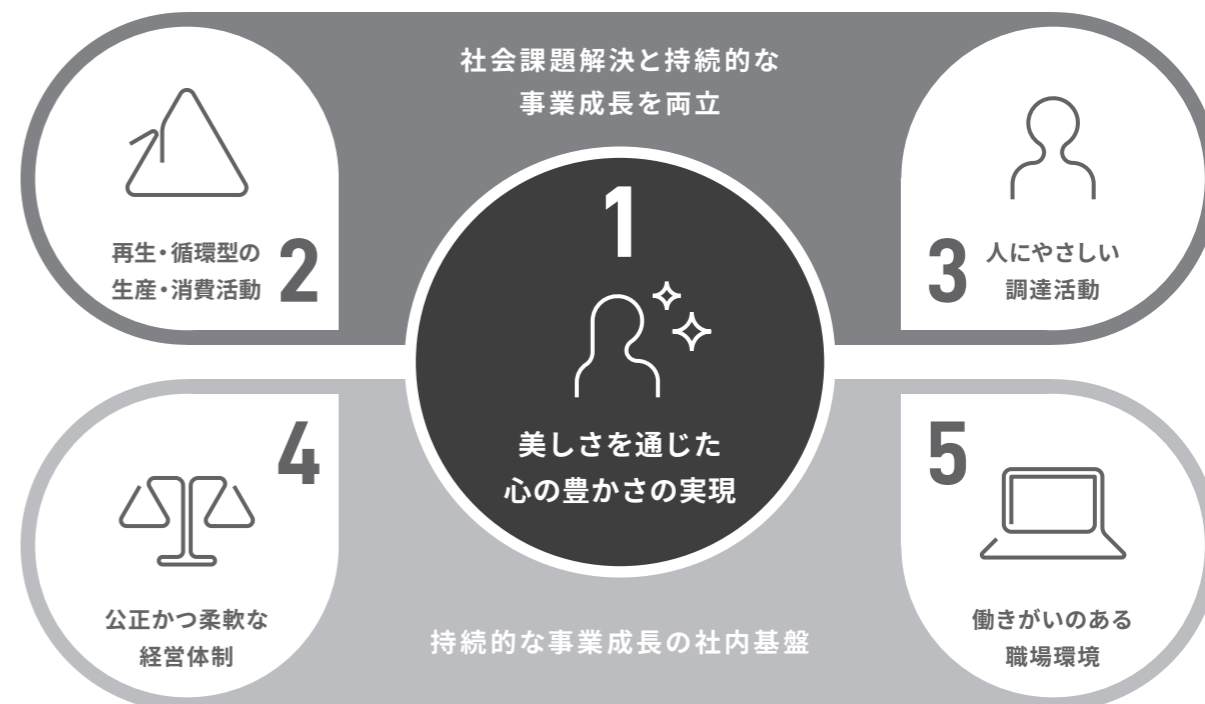 社会課題解決と持続的な
事業成長を両立
1
美しさを通じた
心の豊かさの実現
2
再生・循環型の
生産・消費活動
3
人にやさしい
調達活動
4
公正かつ柔軟な
経営体制
5
働きがいのある
職場環境
持続的な事業成長の社内基盤